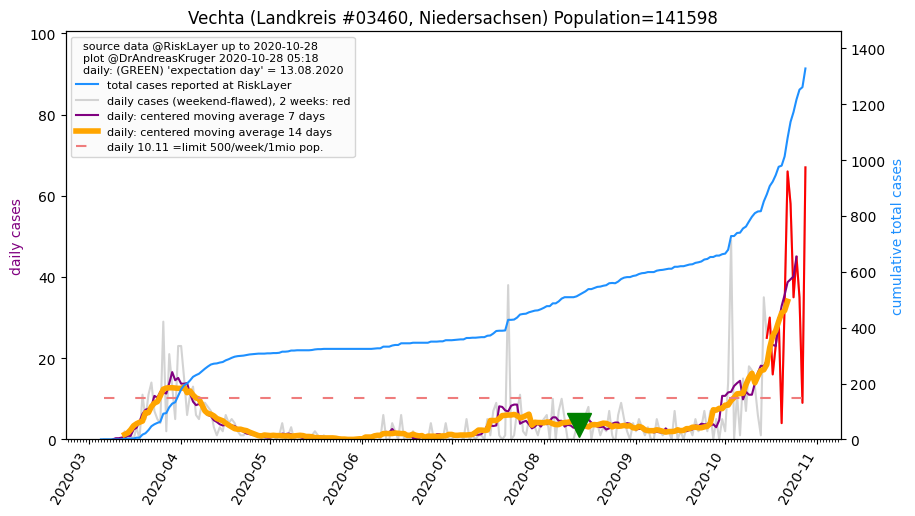 Vechta (Landkreis #03460, Niedersachsen) Population=141598
source data @RiskLayer up to 2020-10-28
plot @DrAndreasKruger 2020-10-28 05:18
daily: (GREEN) 'expectation day' = 13.08.2020
total cases reported at RiskLayer
daily cases (weekend-flawed), 2 weeks: red
daily: centered moving average 7 days
daily: centered moving average 14 days
daily 10.11 =limit 500/week/1mio pop.
daily cases
100
80
60
40
20
0
cumulative total cases
1400
1200
1000
800
600
400
200
0
2020-03
2020-04
2020-05
2020-06
2020-07
2020-08
2020-09
2020-10
2020-11